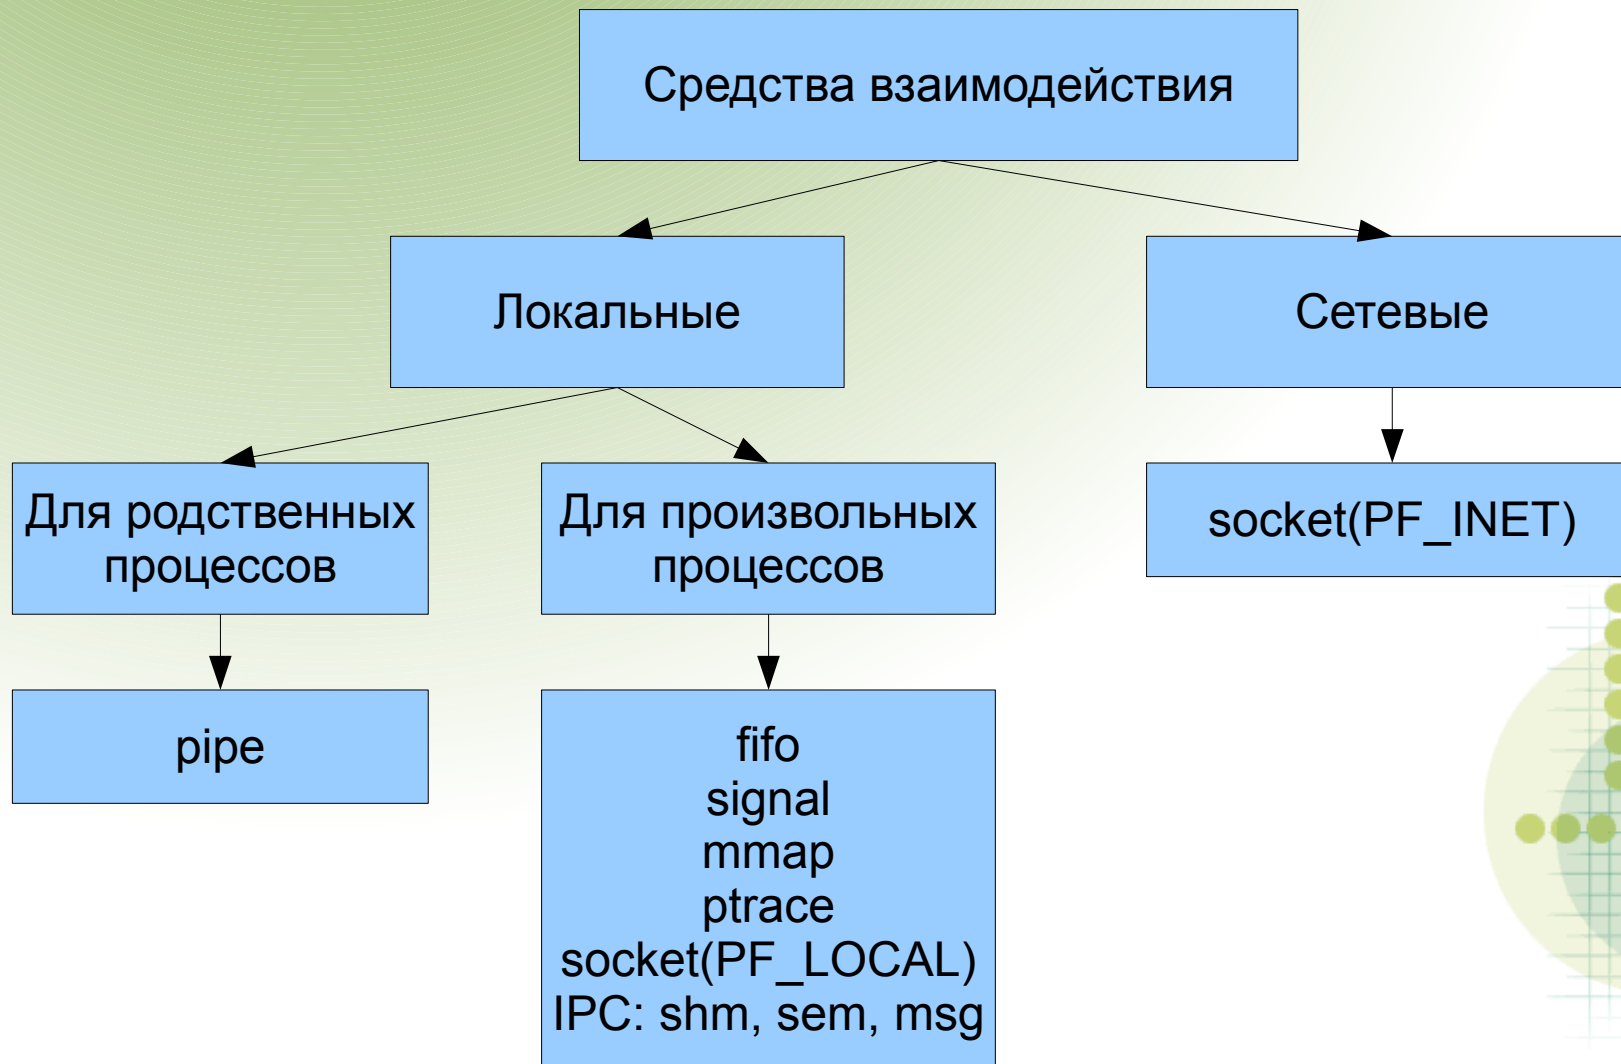 Средства взаимодействия
Локальные
Сетевые
Для родственных
процессов
Для произвольных
процессов
socket(PF_INET)
pipe
fifo
signal
mmap
ptrace
socket(PF_LOCAL)
IPC: shm, sem, msg